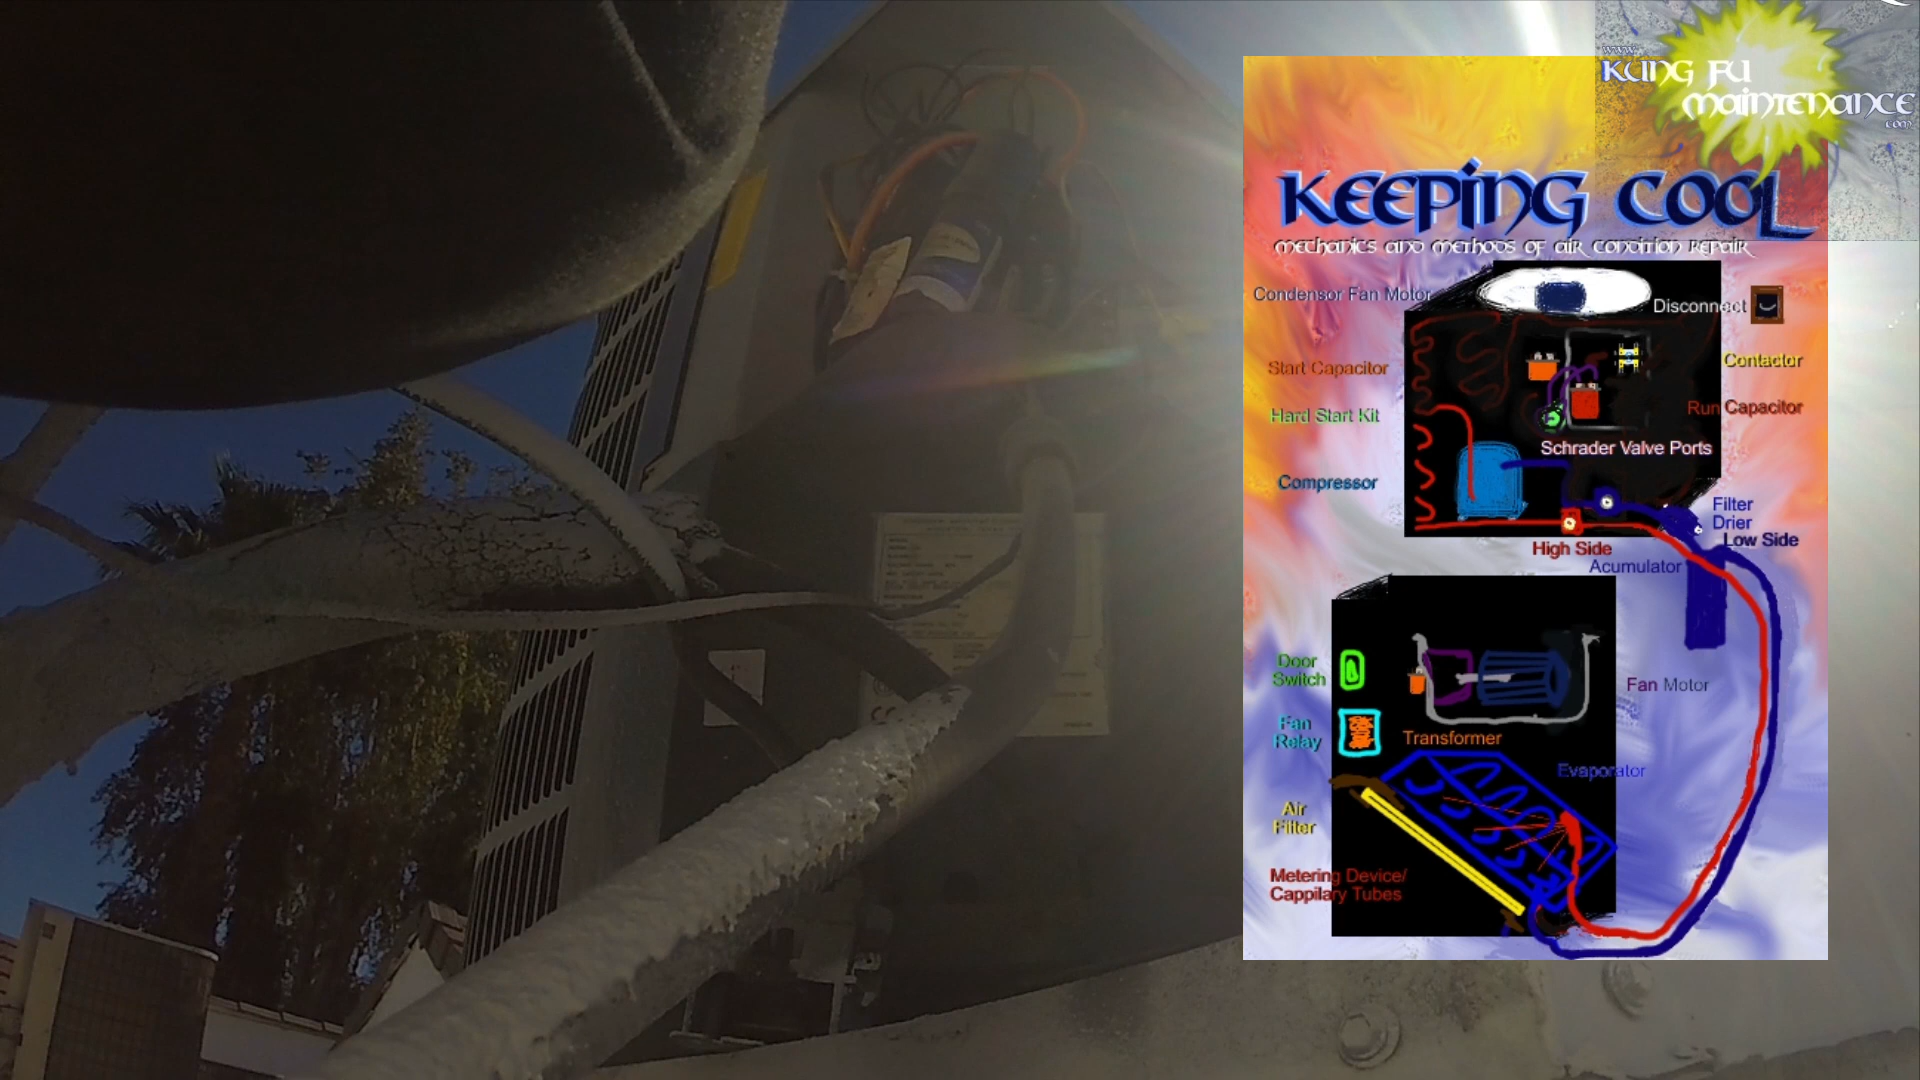 www.
KUNG FU
MAINTENANCE
.com
KEEPING COOL
mechanics and methods of air condition repair
Condensor Fan Motor
Disconnect
Start Capacitor
Contactor
Hard Start Kit
Run Capacitor
Schrader Valve Ports
Compressor
Filter
Drier
Low Side
High Side
Acumulator
Door
Switch
Fan Motor
Fan
Relay
Transformer
Evaporator
Air
Filter
Metering Device/
Cappilary Tubes